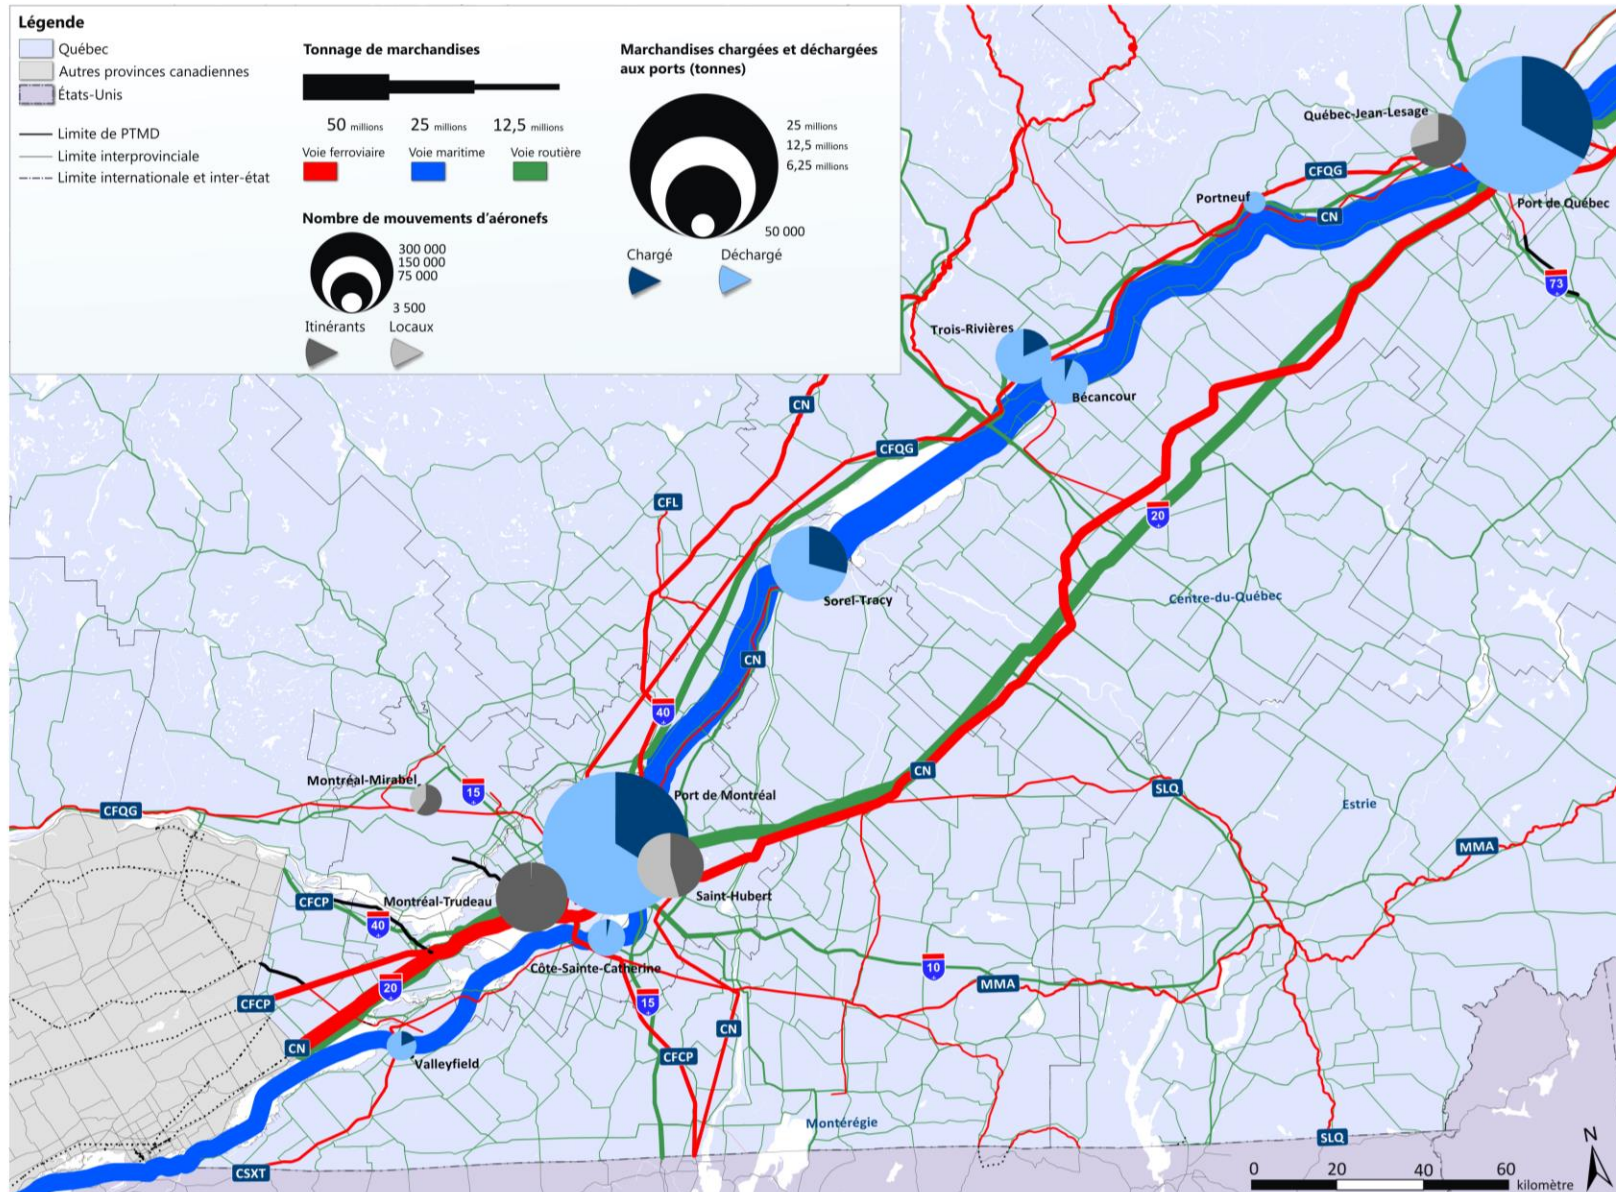 Légende
Québec
Autres provinces canadiennes
États-Unis
Limite de PTMD
Limite interprovinciale
Limite internationale et inter-état
Tonnage de marchandises
50 millions 25 millions 12,5 millions
Voie ferroviaire Voie maritime Voie routière
Nombre de mouvements d'aéronefs
300 000
150 000
75 000
3 500
Itinérants Locaux
Marchandises chargées et déchargées
aux ports (tonnes)
25 millions
12,5 millions
6,25 millions
50 000
Chargé Déchargé
Québec-Jean-Lesage
CFQG
Portneuf
Port de Québec
CN
73
Trois-Rivières
Bécancour
CN
CFQG
CFL
20
Sorel-Tracy
Centre-du-Québec
CN
40
CN
Montréal-Mirabel
15
Port de Montréal
SLQ
CFQG
Estrie
MMA
Montréal-Trudeau
Saint-Hubert
CFCP
40
Côte-Sainte-Catherine
10
20
MMA
CFCP
15
CN
CN
CFCP
Valleyfield
Montérégie
SLQ
CSXT
N
0 20 40 60
kilomètre